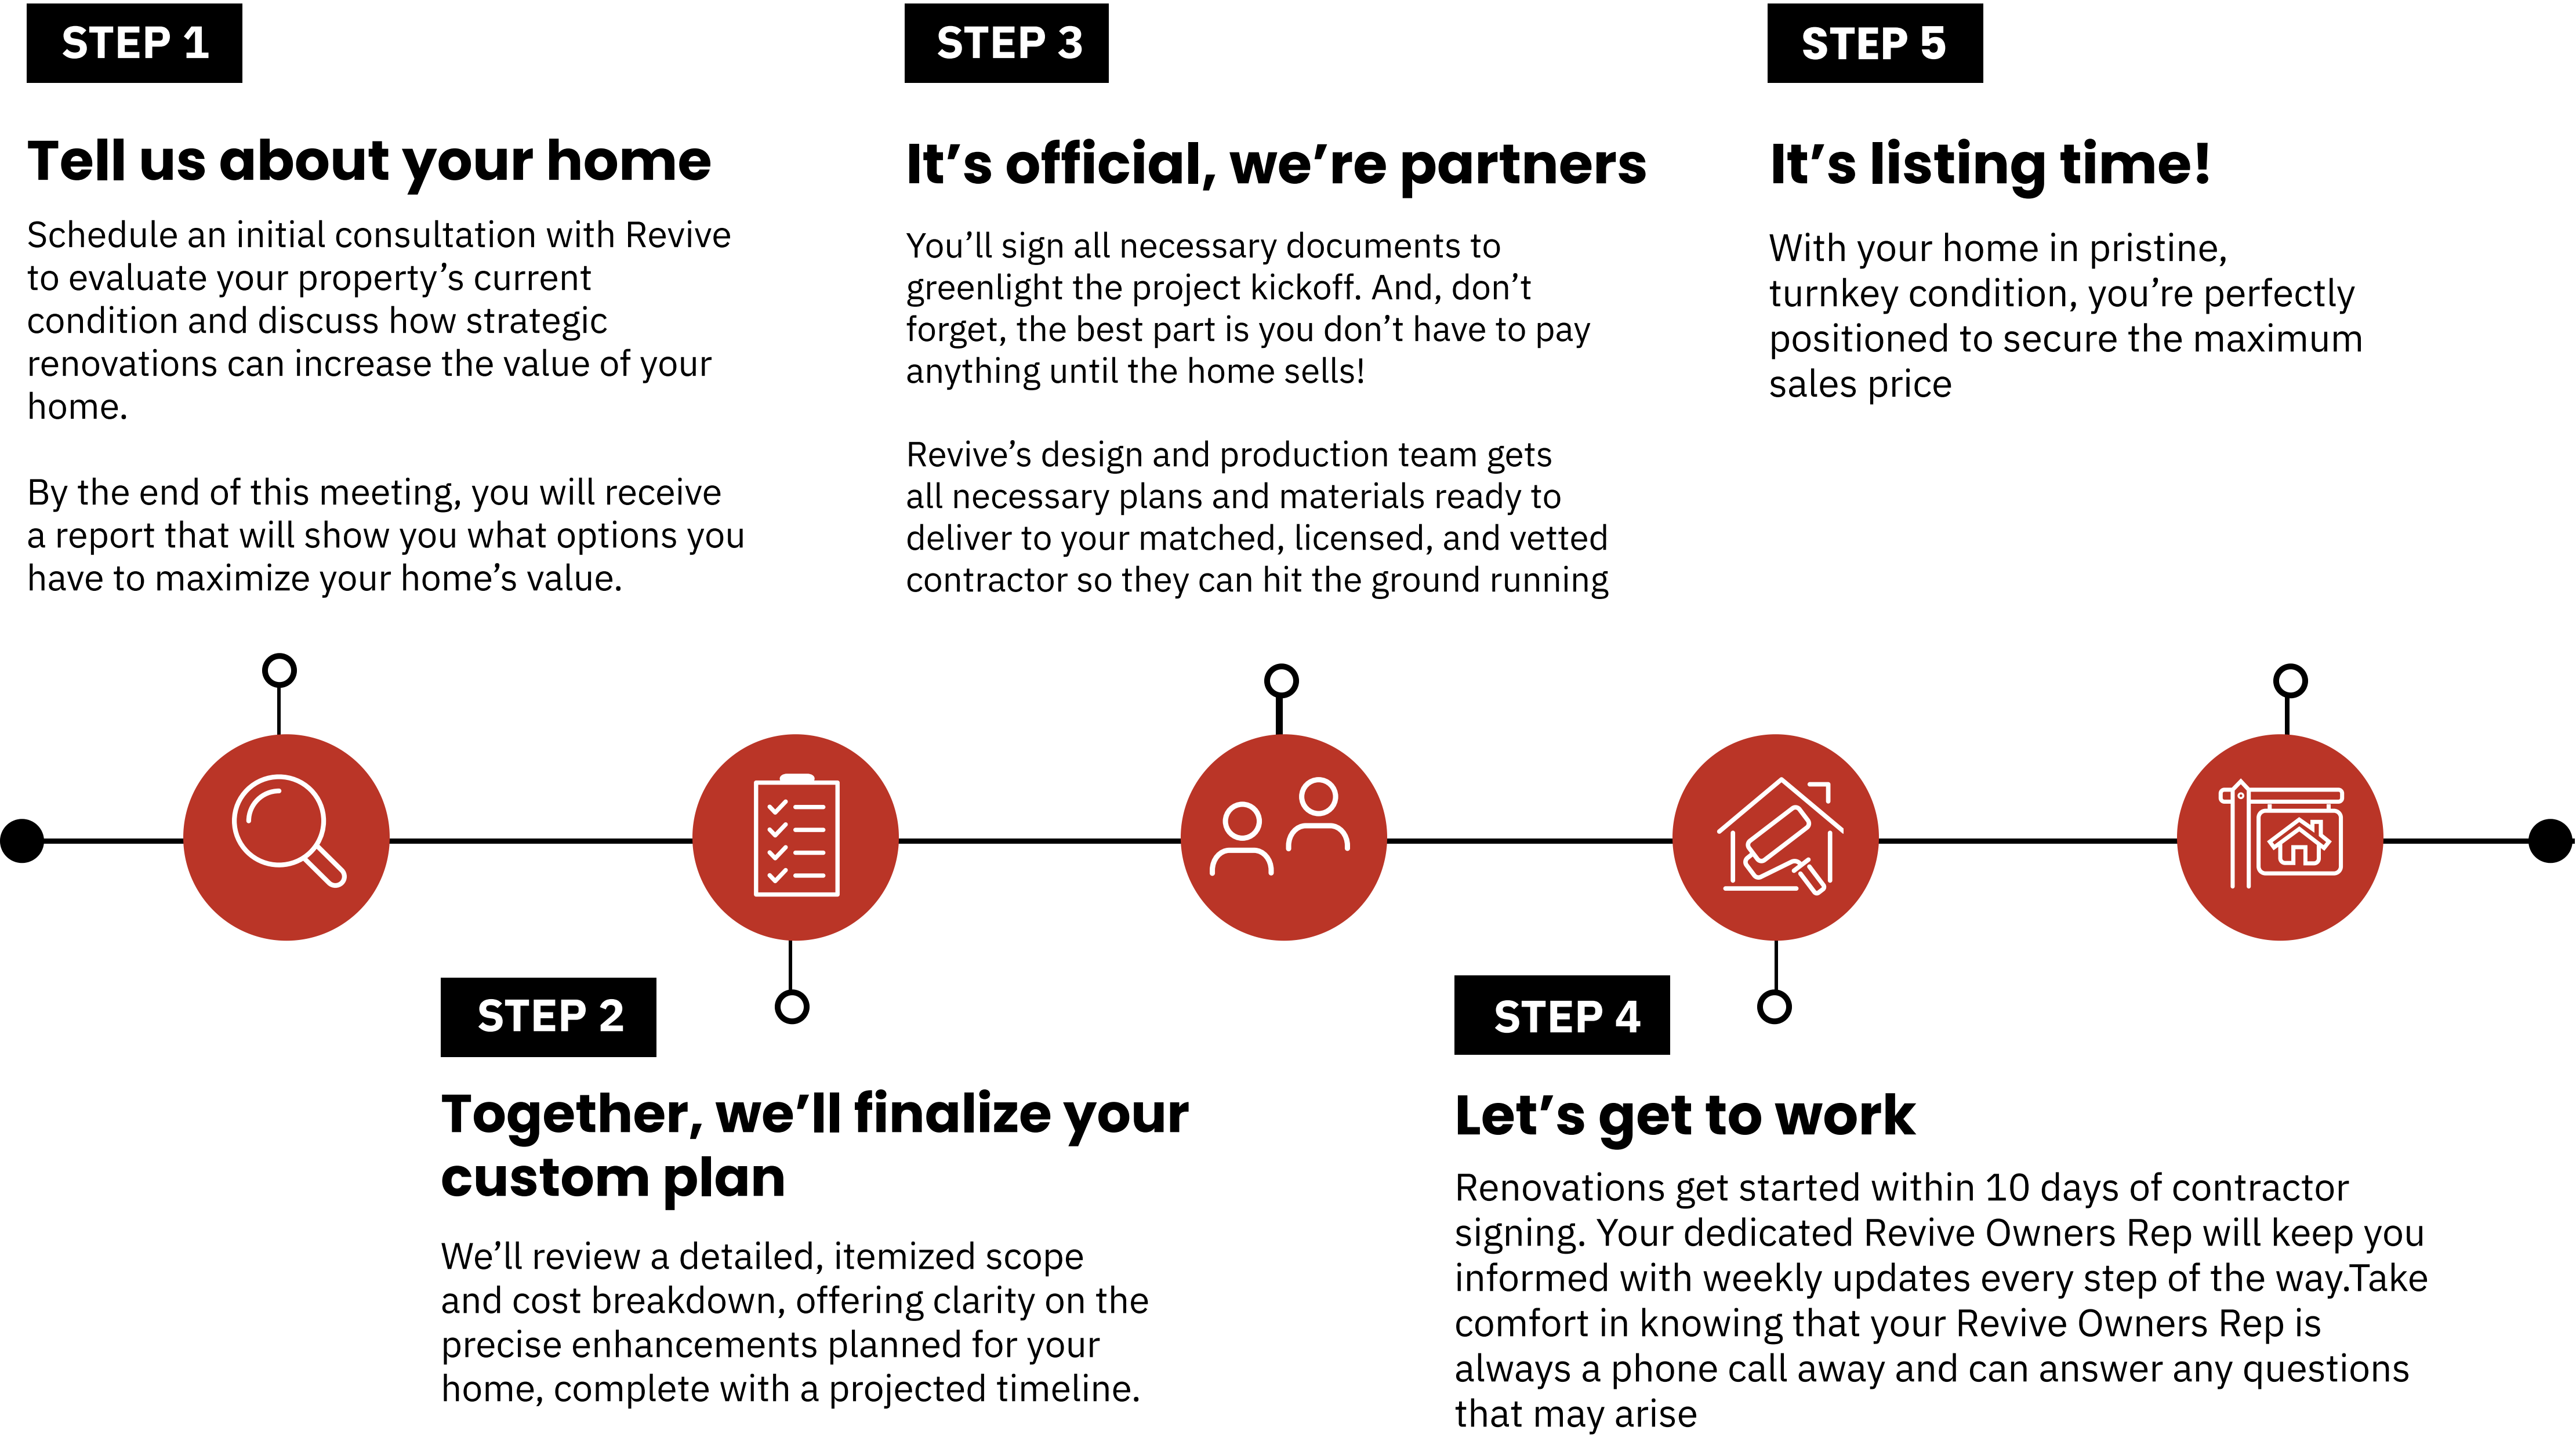 STEP 1
Tell us about your home
Schedule an initial consultation with Revive
to evaluate your property’s current
condition and discuss how strategic
renovations can increase the value of your
home.
By the end of this meeting, you will receive
a report that will show you what options you
have to maximize your home’s value.
STEP 2
Together, we’ll finalize your
custom plan
We’ll review a detailed, itemized scope
and cost breakdown, offering clarity on the
precise enhancements planned for your
home, complete with a projected timeline.
STEP 3
It’s official, we’re partners
You’ll sign all necessary documents to
greenlight the project kickoff. And, don’t
forget, the best part is you don’t have to pay
anything until the home sells!
Revive’s design and production team gets
all necessary plans and materials ready to
deliver to your matched, licensed, and vetted
contractor so they can hit the ground running
STEP 4
Let’s get to work
Renovations get started within 10 days of contractor
signing. Your dedicated Revive Owners Rep will keep you
informed with weekly updates every step of the way.Take
comfort in knowing that your Revive Owners Rep is
always a phone call away and can answer any questions
that may arise
STEP 5
It’s listing time!
With your home in pristine,
turnkey condition, you’re perfectly
positioned to secure the maximum
sales price